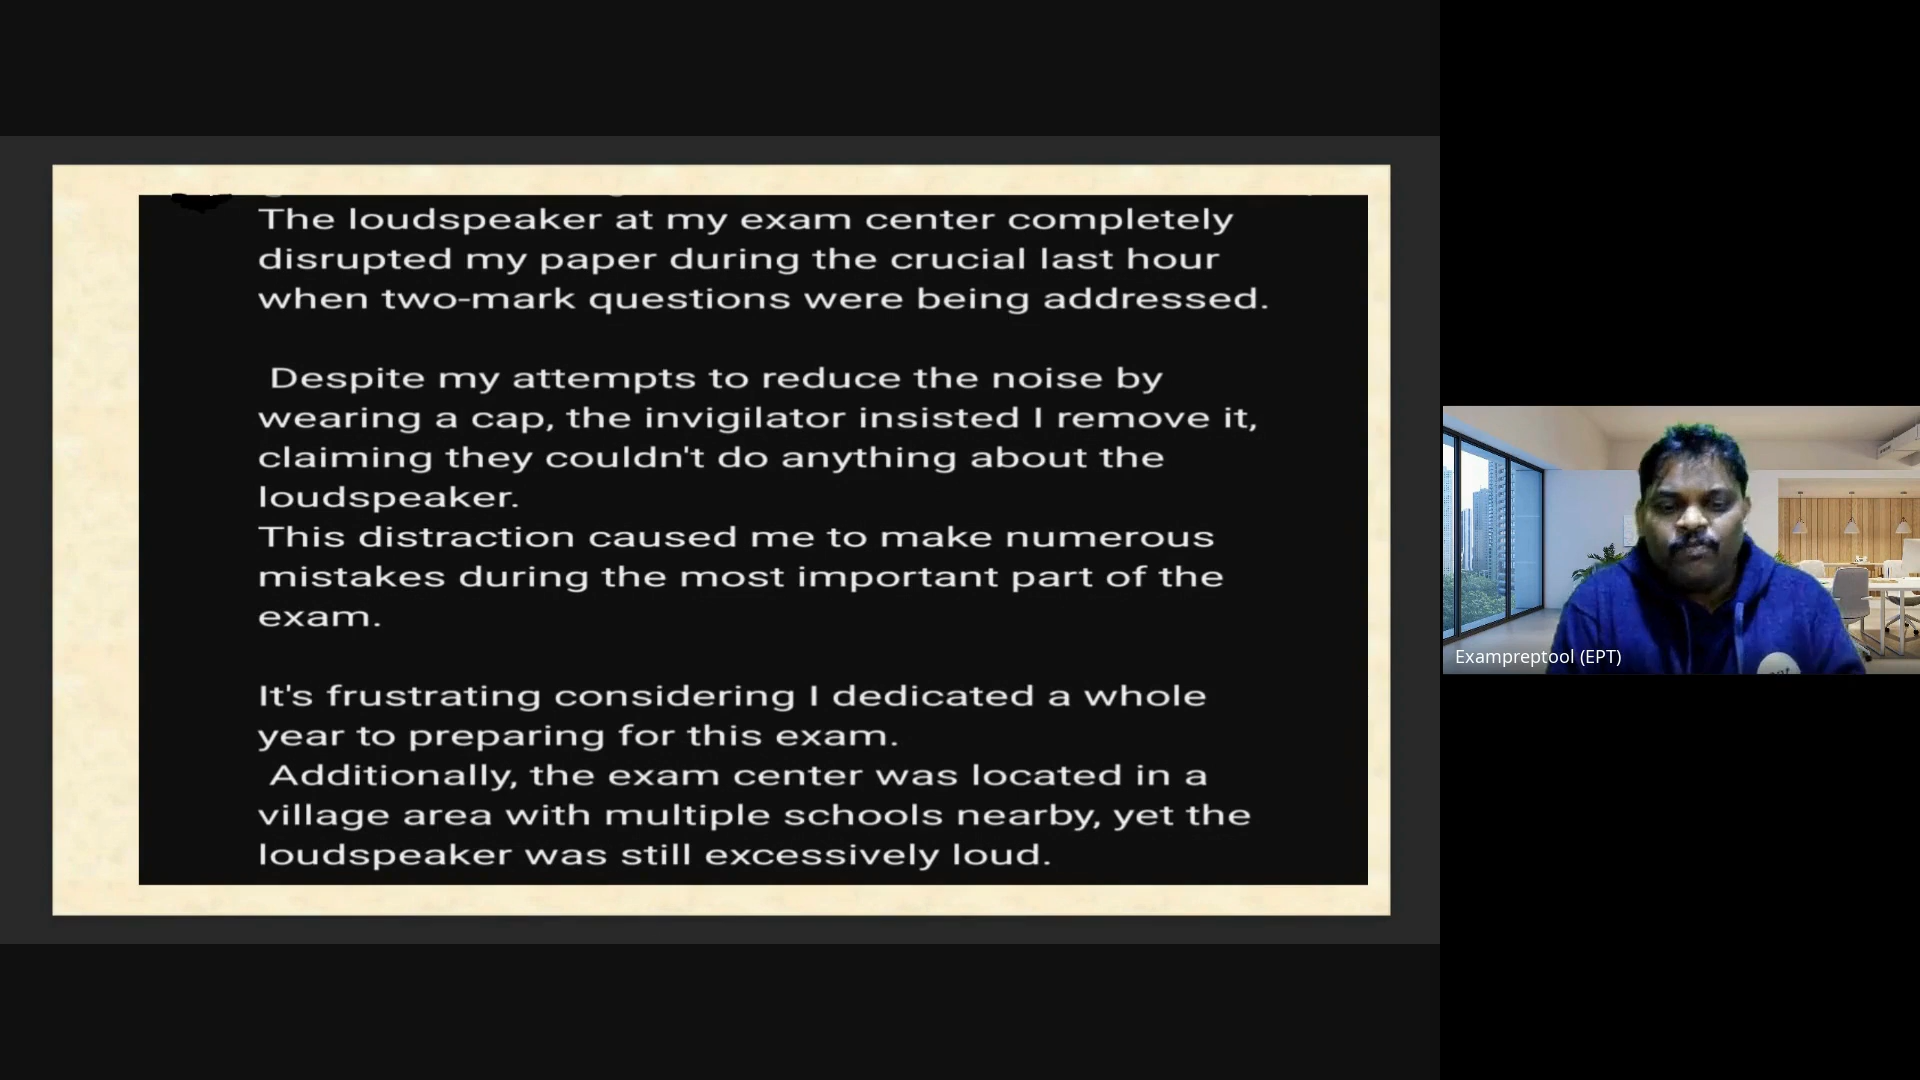 The loudspeaker at my exam center completely
disrupted my paper during the crucial last hour
when two-mark questions were being addressed.
Despite my attempts to reduce the noise by
wearing a cap, the invigilator insisted I remove it,
claiming they couldn't do anything about the
loudspeaker.
This distraction caused me to make numerous
mistakes during the most important part of the
exam.
It's frustrating considering I dedicated a whole
year to preparing for this exam.
Additionally, the exam center was located in a
village area with multiple schools nearby, yet the
loudspeaker was still excessively loud.
Exampreptool (EPT)